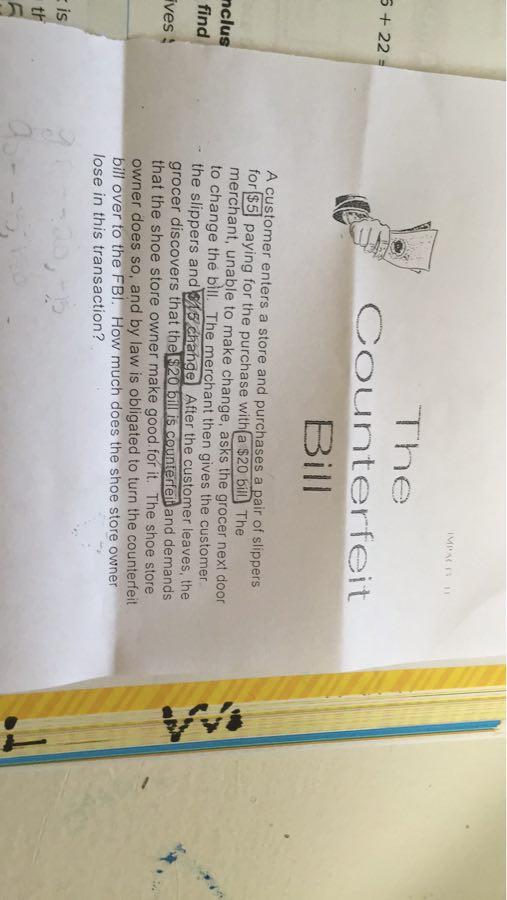 IMPACTS 11
The
Counterfeit
Bill
A customer enters a store and purchases a pair of slippers
for $5, paying for the purchase with a $20 bill. The
merchant, unable to make change, asks the grocer next door
to change the bill. The merchant then gives the customer
the slippers and $15 change. After the customer leaves, the
grocer discovers that the $20 bill is counterfeit and demands
that the shoe store owner make good for it. The shoe store
owner does so, and by law is obligated to turn the counterfeit
bill over to the FBI. How much does the shoe store owner
lose in this transaction?
6 + 22 =
nclus
find
ives $
is
th